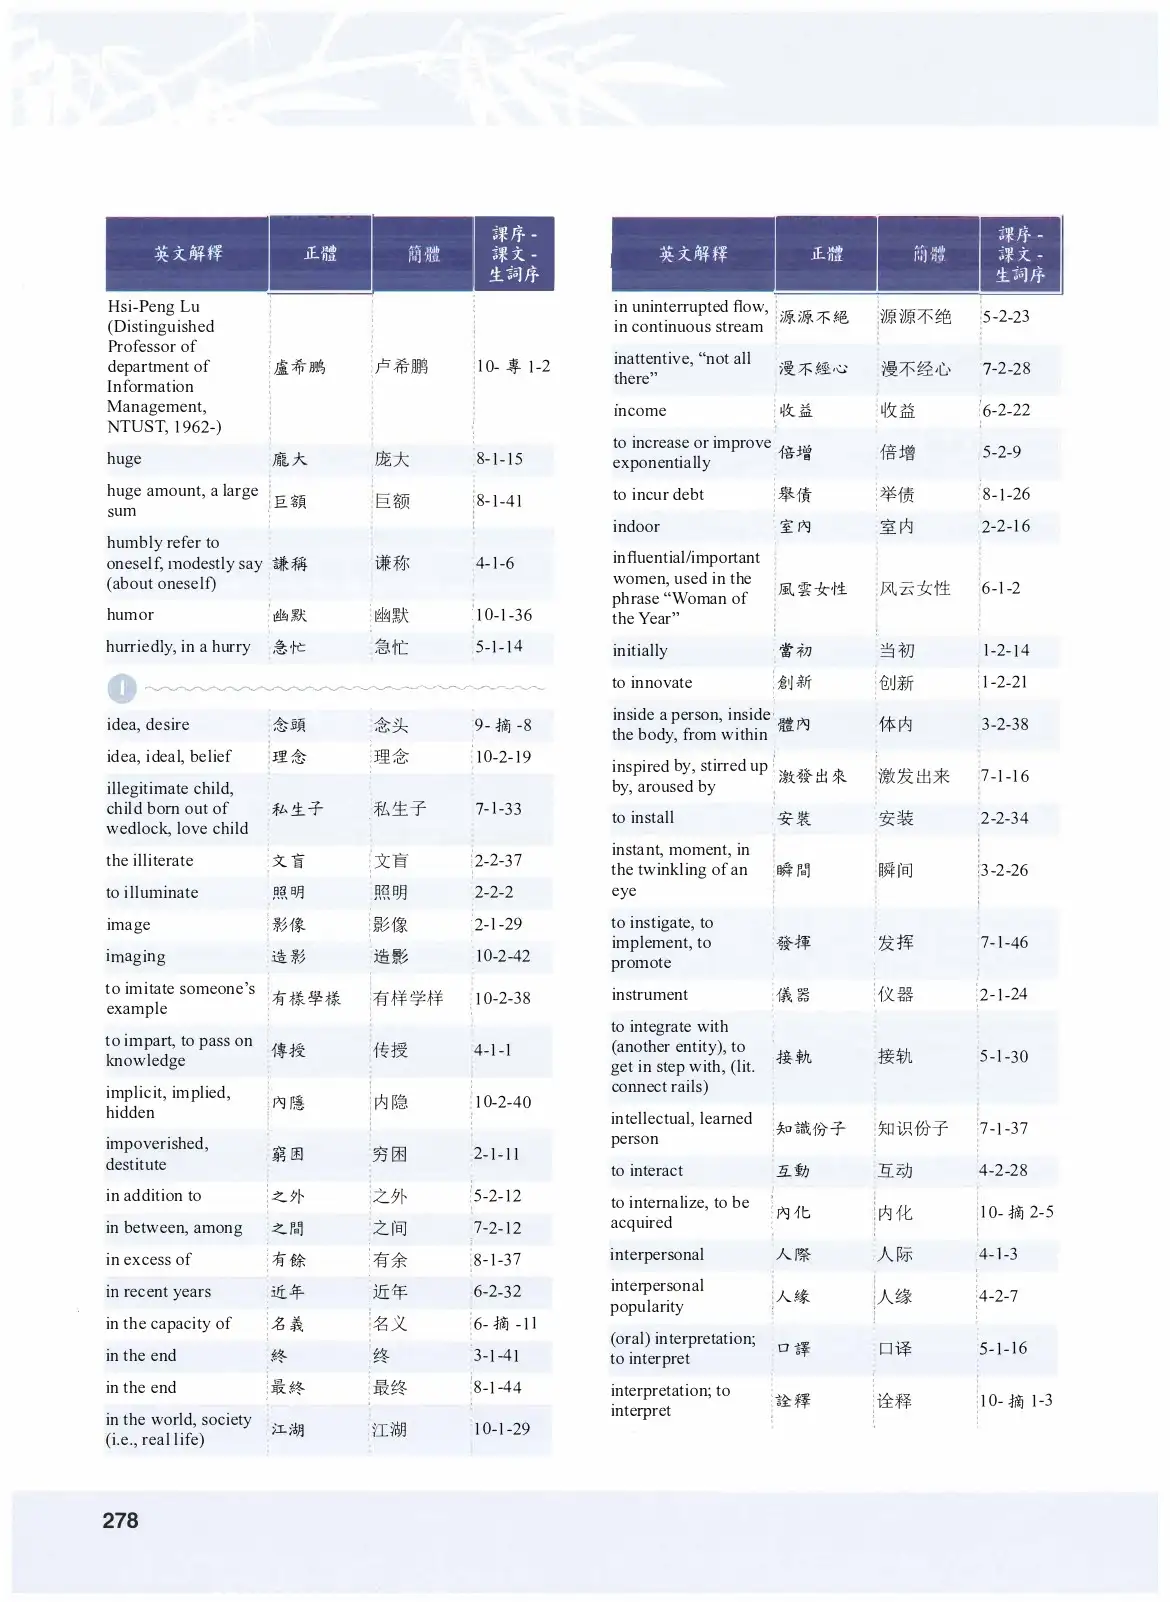 英文解釋 正體 簡體 課序-課文-生詞序
Hsi-Peng Lu
(Distinguished
Professor of
department of 盧希鵬 卢希鹏 10- 專 1-2
Information
Management,
NTUST, 1962-)
huge 龐大 庞大 8-1-15
huge amount, a large
sum 巨額 巨额 8-1-41
humbly refer to
oneself, modestly say 謙稱 谦称 4-1-6
(about oneself)
humor 幽默 幽默 10-1-36
hurriedly, in a hurry 急忙 急忙 5-1-14
I
idea, desire 念頭 念头 9- 摘 -8
idea, ideal, belief 理念 理念 10-2-19
illegitimate child,
child born out of 私生子 私生子 7-1-33
wedlock, love child
the illiterate 文盲 文盲 2-2-37
to illuminate 照明 照明 2-2-2
image 影像 影像 2-1-29
imaging 造影 造影 10-2-42
to imitate someone’s
example 有樣學樣 有样学样 10-2-38
to impart, to pass on
knowledge 傳授 传授 4-1-1
implicit, implied,
hidden 內隱 内隐 10-2-40
impoverished,
destitute 窮困 穷困 2-1-11
in addition to 之外 之外 5-2-12
in between, among 之間 之间 7-2-12
in excess of 有餘 有余 8-1-37
in recent years 近年 近年 6-2-32
in the capacity of 名義 名义 6- 摘 -11
in the end 終 终 3-1-41
in the end 最終 最终 8-1-44
in the world, society
(i.e., real life) 江湖 江湖 10-1-29
英文解釋 正體 簡體 課序-課文-生詞序
in uninterrupted flow,
in continuous stream 源源不絕 源源不绝 5-2-23
inattentive, “not all
there” 漫不經心 漫不经心 7-2-28
income 收益 收益 6-2-22
to increase or improve
exponentially 倍增 倍增 5-2-9
to incur debt 舉債 举债 8-1-26
indoor 室內 室内 2-2-16
influential/important
women, used in the
phrase “Woman of 風雲女性 风云女性 6-1-2
the Year”
initially 當初 当初 1-2-14
to innovate 創新 创新 1-2-21
inside a person, inside
the body, from within 體內 体内 3-2-38
inspired by, stirred up
by, aroused by 激發出來 激发出来 7-1-16
to install 安裝 安装 2-2-34
instant, moment, in
the twinkling of an 瞬間 瞬间 3-2-26
eye
to instigate, to
implement, to 發揮 发挥 7-1-46
promote
instrument 儀器 仪器 2-1-24
to integrate with
(another entity), to
get in step with, (lit. 接軌 接轨 5-1-30
connect rails)
intellectual, learned
person 知識份子 知识份子 7-1-37
to interact 互動 互动 4-2-28
to internalize, to be
acquired 內化 内化 10- 摘 2-5
interpersonal 人際 人际 4-1-3
interpersonal
popularity 人緣 人缘 4-2-7
(oral) interpretation;
to interpret 口譯 口译 5-1-16
interpretation; to
interpret 詮釋 诠释 10- 摘 1-3
278